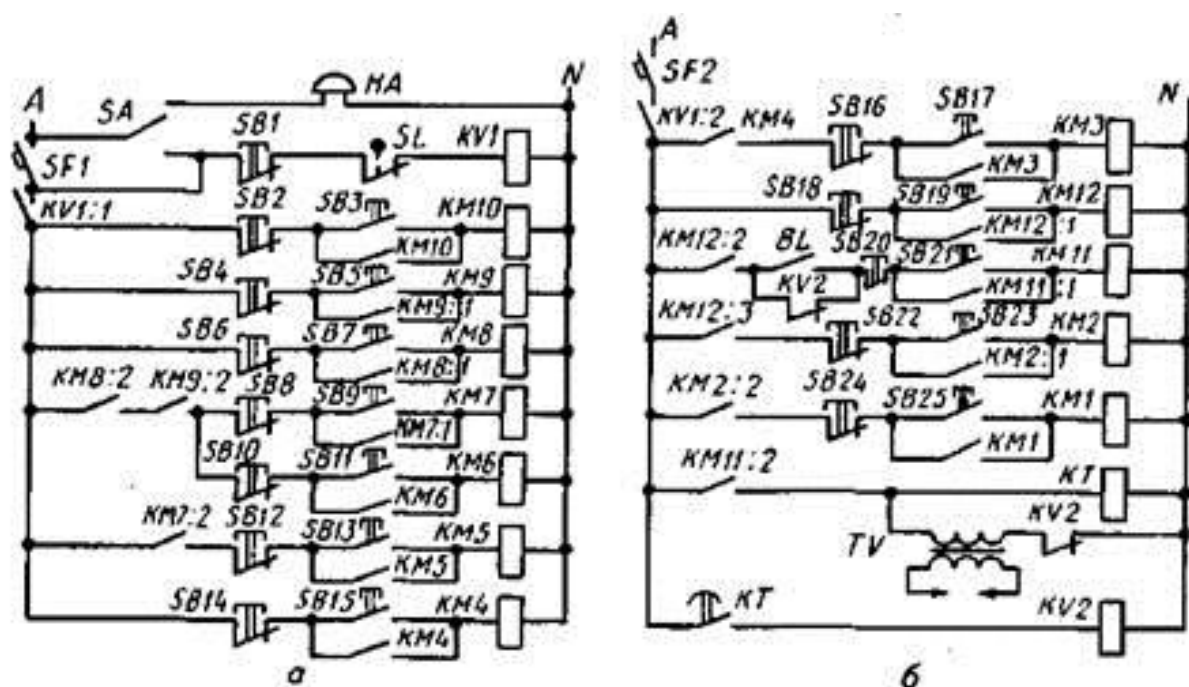 A SA HA N
SF1 SB1 SL KV1
KV1:1 SB2 SB3 KM10
KM10
SB4 SB5 KM9
KM9:1
SB6 SB7 KM8
KM8:1
KM8:2 KM9:2 SB8 SB9 KM7
KM7:1
SB10 SB11 KM6
KM6
KM7:2 SB12 SB13 KM5
KM5
SB14 SB15 KM4
KM4
а
A
SF2 N
KV1:2 KM4 SB16 SB17 KM3
KM3
SB18 SB19 KM12
KM12:1
KM12:2 BL SB20 SB21 KM11
KV2 KM11:1
KM12:3 SB22 SB23 KM2
KM2:1
KM2:2 SB24 SB25 KM1
KM1
KM11:2 KT
TV KV2
KT KV2
б